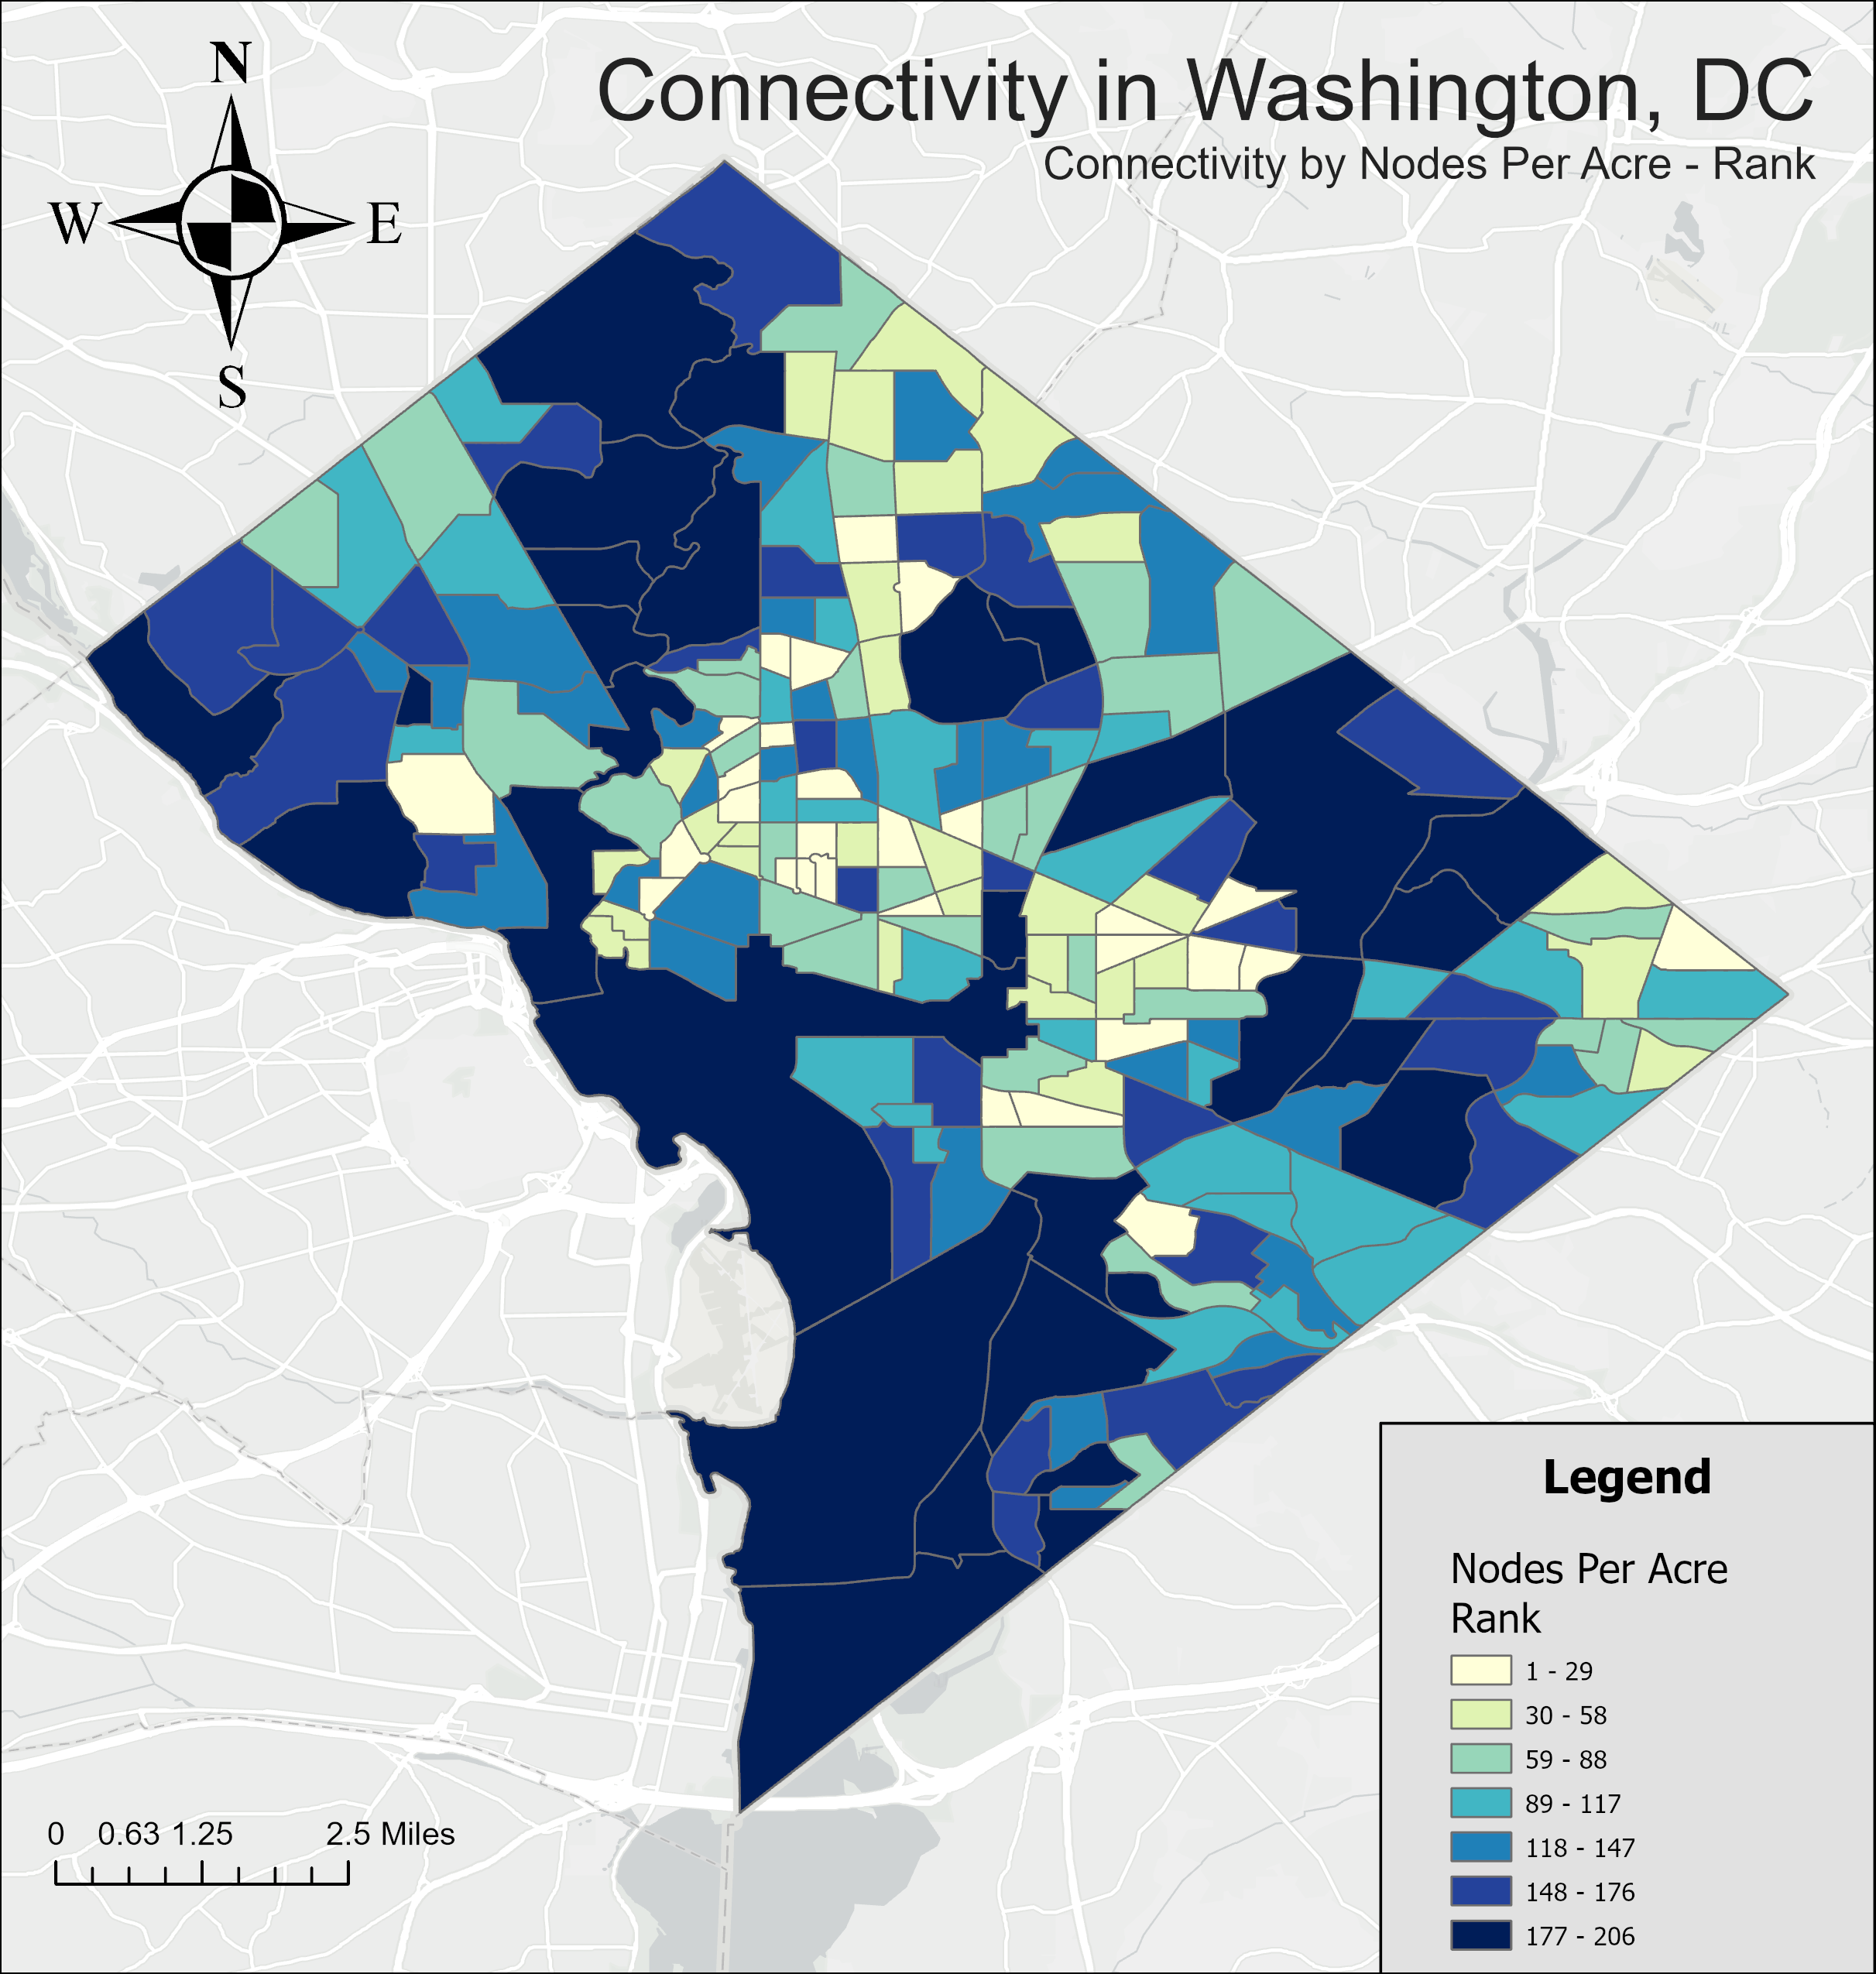 Connectivity in Washington, DC
Connectivity by Nodes Per Acre - Rank
N
W
E
S
Legend
Nodes Per Acre
Rank
1 - 29
30 - 58
59 - 88
89 - 117
118 - 147
148 - 176
177 - 206
0 0.63 1.25 2.5 Miles